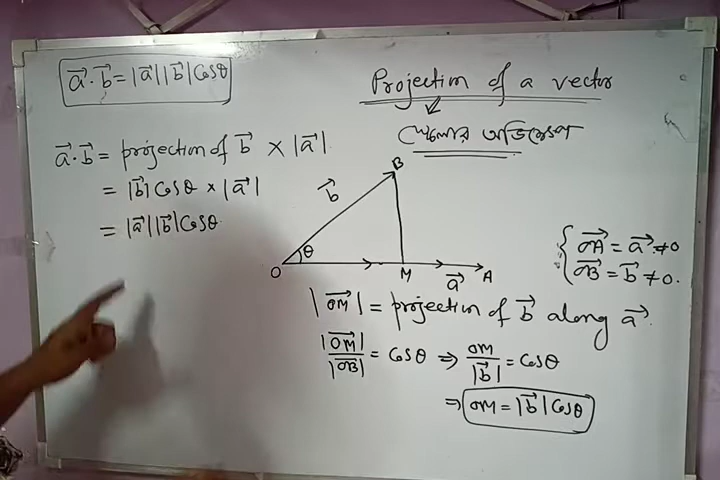 a⃗·b⃗ = |a⃗||b⃗|Cosθ
Projection of a vector
অভিক্ষেপ
a⃗·b⃗ = projection of b⃗ × |a⃗|
= |b⃗|Cosθ × |a⃗|
= |a⃗||b⃗|Cosθ
B
b⃗
θ
O
M
a⃗
A
{ OA⃗ = a⃗ ≠ 0
OB⃗ = b⃗ ≠ 0.
|OM⃗| = projection of b⃗ along a⃗.
|OM⃗|/|OB⃗| = Cosθ ⇒ OM/|b⃗| = Cosθ
⇒ OM = |b⃗|Cosθ